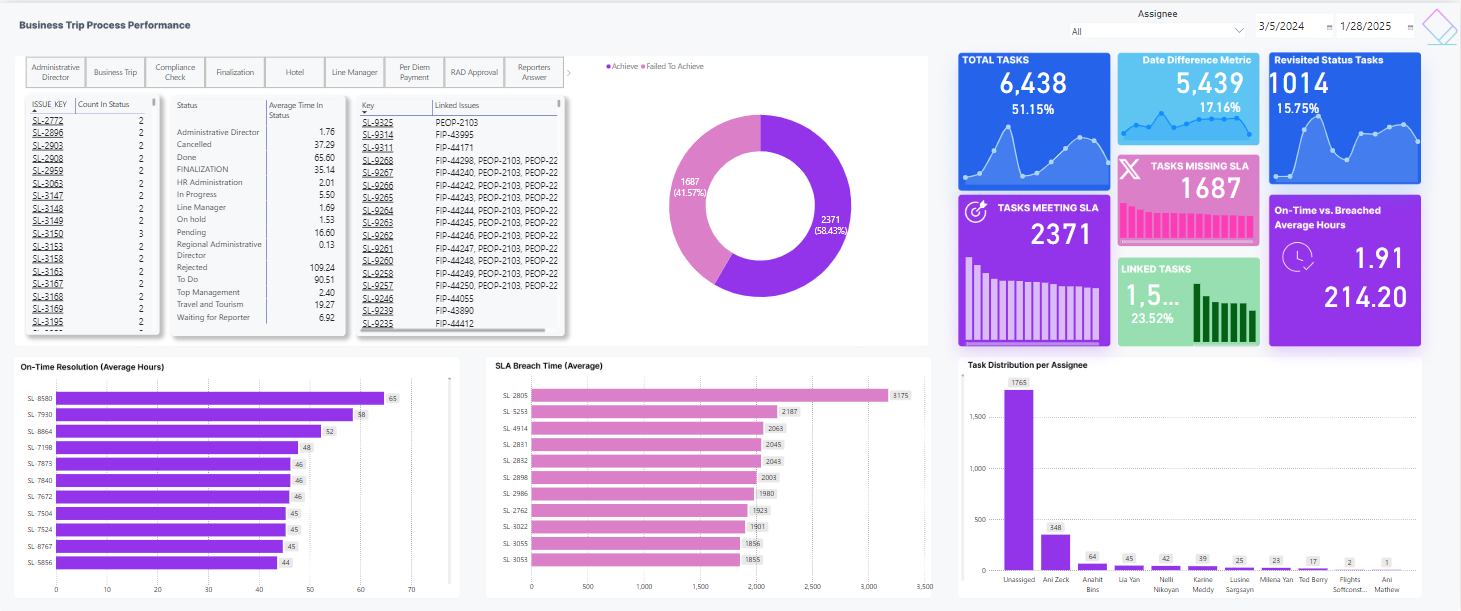 Business Trip Process Performance
Assignee
All
3/5/2024
1/28/2025
Administrative Director
Business Trip
Compliance Check
Finalization
Hotel
Line Manager
Per Diem Payment
RAD Approval
Reporters Answer
ISSUE_KEY Count In Status
SL-2772 2
SL-2896 2
SL-2903 2
SL-2908 2
SL-2959 2
SL-3063 2
SL-3147 2
SL-3148 2
SL-3149 2
SL-3150 3
SL-3153 2
SL-3158 2
SL-3163 2
SL-3167 2
SL-3168 2
SL-3169 2
SL-3195 2
Status Average Time In Status
Administrative Director 1.76
Cancelled 37.29
Done 65.60
FINALIZATION 35.14
HR Administration 2.01
In Progress 5.50
Line Manager 1.69
On hold 1.53
Pending 16.60
Regional Administrative Director 0.13
Rejected 109.24
To Do 90.51
Top Management 2.40
Travel and Tourism 19.27
Waiting for Reporter 6.92
Key Linked Issues
SL-9325 PEOP-2103
SL-9314 FIP-43995
SL-9311 FIP-44171
SL-9268 FIP-44298, PEOP-2103, PEOP-22
SL-9267 FIP-44240, PEOP-2103, PEOP-22
SL-9266 FIP-44242, PEOP-2103, PEOP-22
SL-9265 FIP-44243, PEOP-2103, PEOP-22
SL-9264 FIP-44244, PEOP-2103, PEOP-22
SL-9263 FIP-44245, PEOP-2103, PEOP-22
SL-9262 FIP-44246, PEOP-2103, PEOP-22
SL-9261 FIP-44247, PEOP-2103, PEOP-22
SL-9260 FIP-44248, PEOP-2103, PEOP-22
SL-9258 FIP-44249, PEOP-2103, PEOP-22
SL-9257 FIP-44250, PEOP-2103, PEOP-22
SL-9246 FIP-44055
SL-9239 FIP-43890
SL-9235 FIP-44412
Achieve Failed To Achieve
1687
(41.57%)
2371
(58.43%)
TOTAL TASKS
6,438
51.15%
Date Difference Metric
5,439
17.16%
Revisited Status Tasks
1014
15.75%
TASKS MISSING SLA
1687
TASKS MEETING SLA
2371
LINKED TASKS
1,5...
23.52%
On-Time vs. Breached
Average Hours
1.91
214.20
On-Time Resolution (Average Hours)
SL-8580 65
SL-7930 58
SL-8864 52
SL-7198 48
SL-7873 46
SL-7840 46
SL-7672 46
SL-7504 45
SL-7524 45
SL-8767 45
SL-5856 44
0 10 20 30 40 50 60 70
SLA Breach Time (Average)
SL-2805 3175
SL-5253 2187
SL-4914 2063
SL-2831 2045
SL-2832 2043
SL-2898 2003
SL-2986 1980
SL-2762 1923
SL-3022 1901
SL-3055 1856
SL-3053 1855
0 500 1,000 1,500 2,000 2,500 3,000 3,500
Task Distribution per Assignee
1,500
1,000
500
0
1765 348 64 45 42 39 25 23 17 2 1
Unassiged Ani Zeck Anahit Lia Yan Nelli Karine Lusine Milena Yan Ted Berry Flights Ani
Bins Nikoyan Meddy Sargsayn Softconst... Mathew